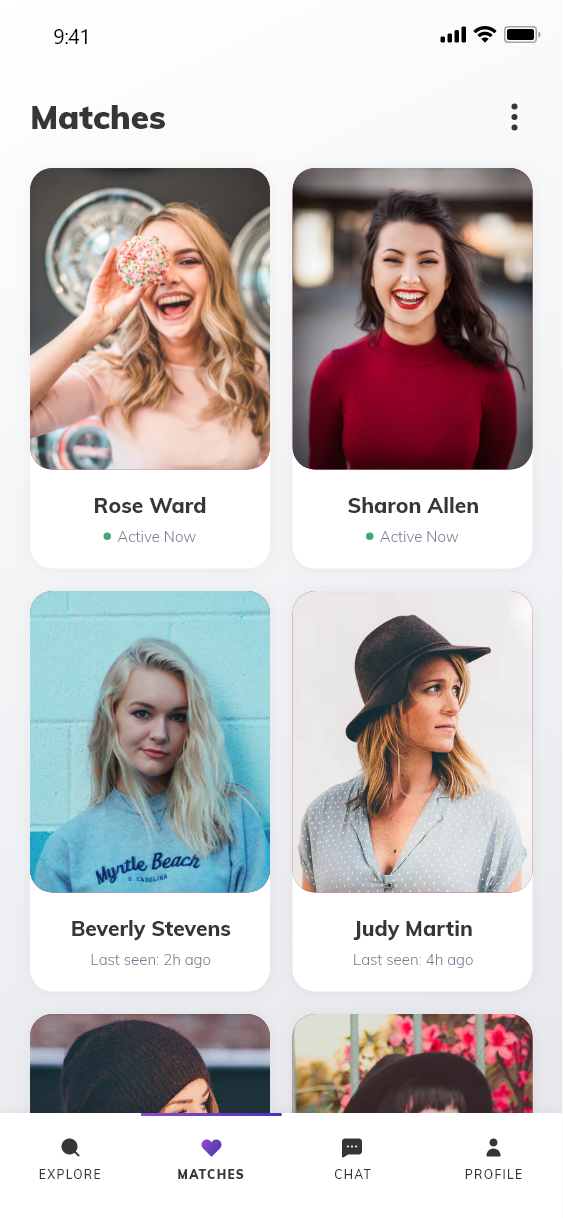 9:41
Matches
Rose Ward
Active Now
Sharon Allen
Active Now
Myrtle Beach
S. CAROLINA
Beverly Stevens
Last seen: 2h ago
Judy Martin
Last seen: 4h ago
EXPLORE
MATCHES
CHAT
PROFILE